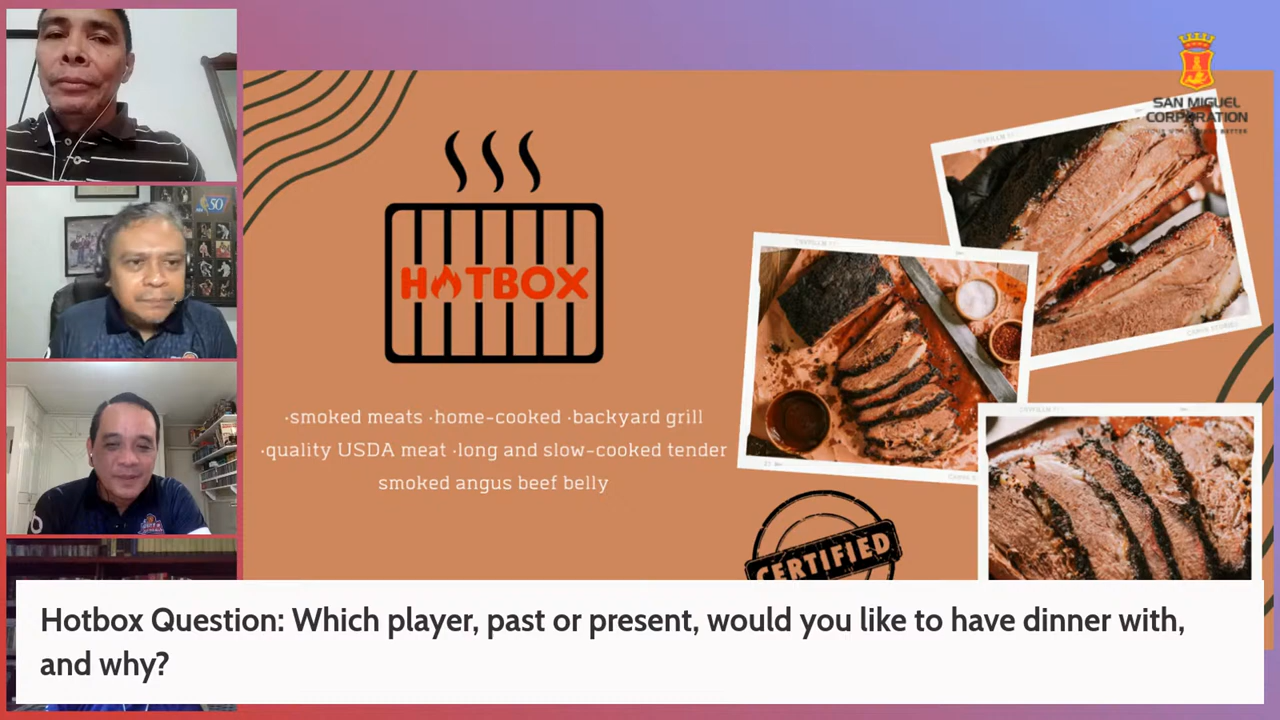 SAN MIGUEL
CORPORATION
50
HOTBOX
·smoked meats ·home-cooked ·backyard grill
·quality USDA meat ·long and slow-cooked tender
smoked angus beef belly
CERTIFIED
Hotbox Question: Which player, past or present, would you like to have dinner with,
and why?